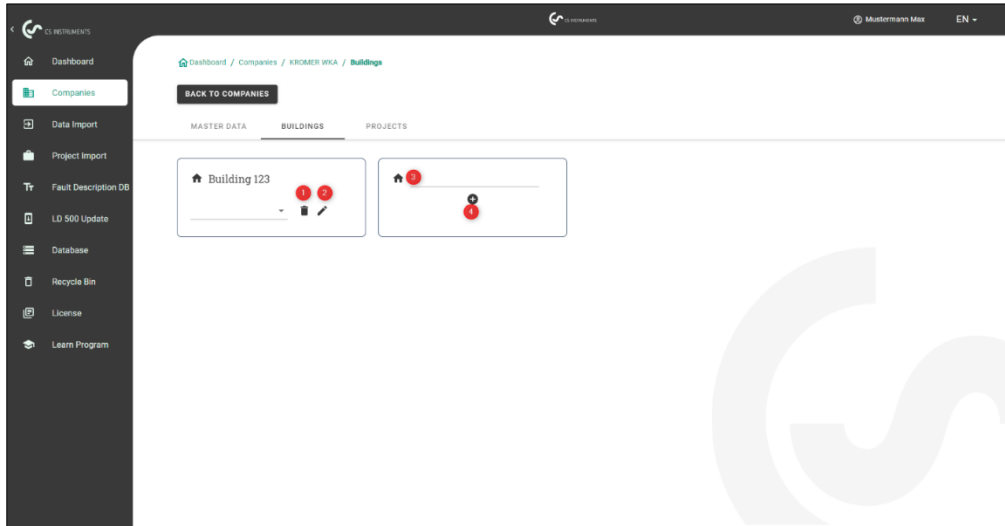 CS INSTRUMENTS
CS INSTRUMENTS
Mustermann Max
EN
Dashboard
Companies
Data Import
Project Import
Fault Description DB
LD 500 Update
Database
Recycle Bin
License
Learn Program
Dashboard / Companies / KROMER WKA / Buildings
BACK TO COMPANIES
MASTER DATA BUILDINGS PROJECTS
Building 123
1 2
3
4